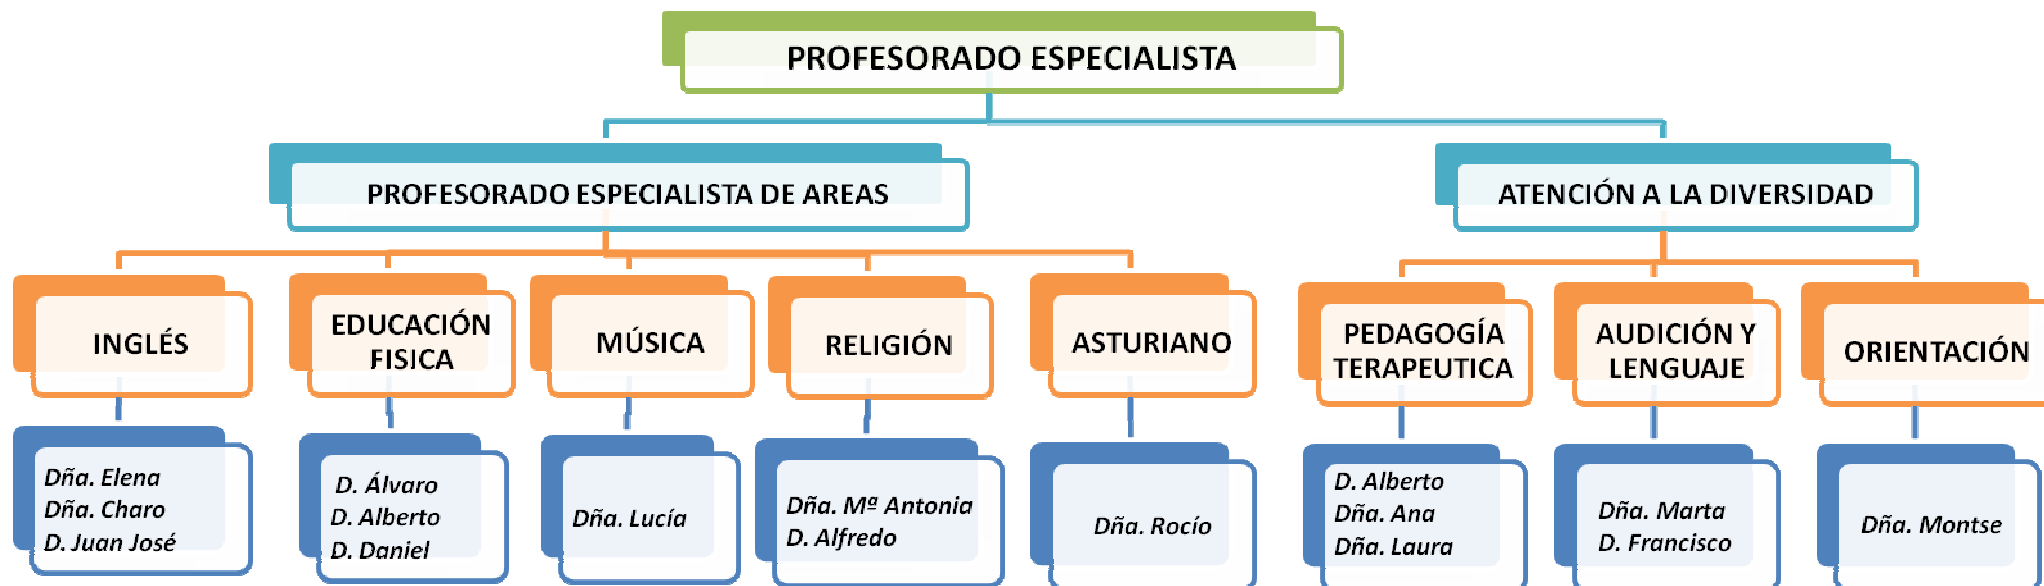 PROFESORADO ESPECIALISTA
PROFESORADO ESPECIALISTA DE AREAS
ATENCIÓN A LA DIVERSIDAD
INGLÉS
EDUCACIÓN
FISICA
MÚSICA
RELIGIÓN
ASTURIANO
PEDAGOGÍA
TERAPEUTICA
AUDICIÓN Y
LENGUAJE
ORIENTACIÓN
Dña. Elena
Dña. Charo
D. Juan José
D. Álvaro
D. Alberto
D. Daniel
Dña. Lucía
Dña. Mª Antonia
D. Alfredo
Dña. Rocío
D. Alberto
Dña. Ana
Dña. Laura
Dña. Marta
D. Francisco
Dña. Montse